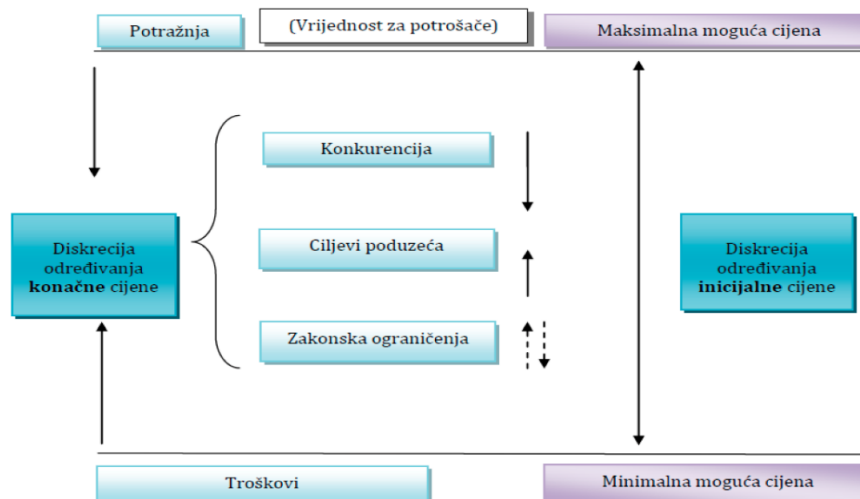 Potražnja
(Vrijednost za potrošače)
Maksimalna moguća cijena
Konkurencija
Diskrecija
određivanja
konačne cijene
Ciljevi poduzeća
Diskrecija
određivanja
inicijalne cijene
Zakonska ograničenja
Troškovi
Minimalna moguća cijena